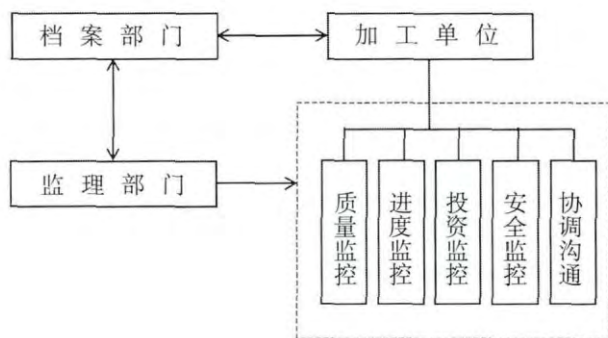 档案部门
加工单位
监理部门
质量监控
进度监控
投资监控
安全监控
协调沟通